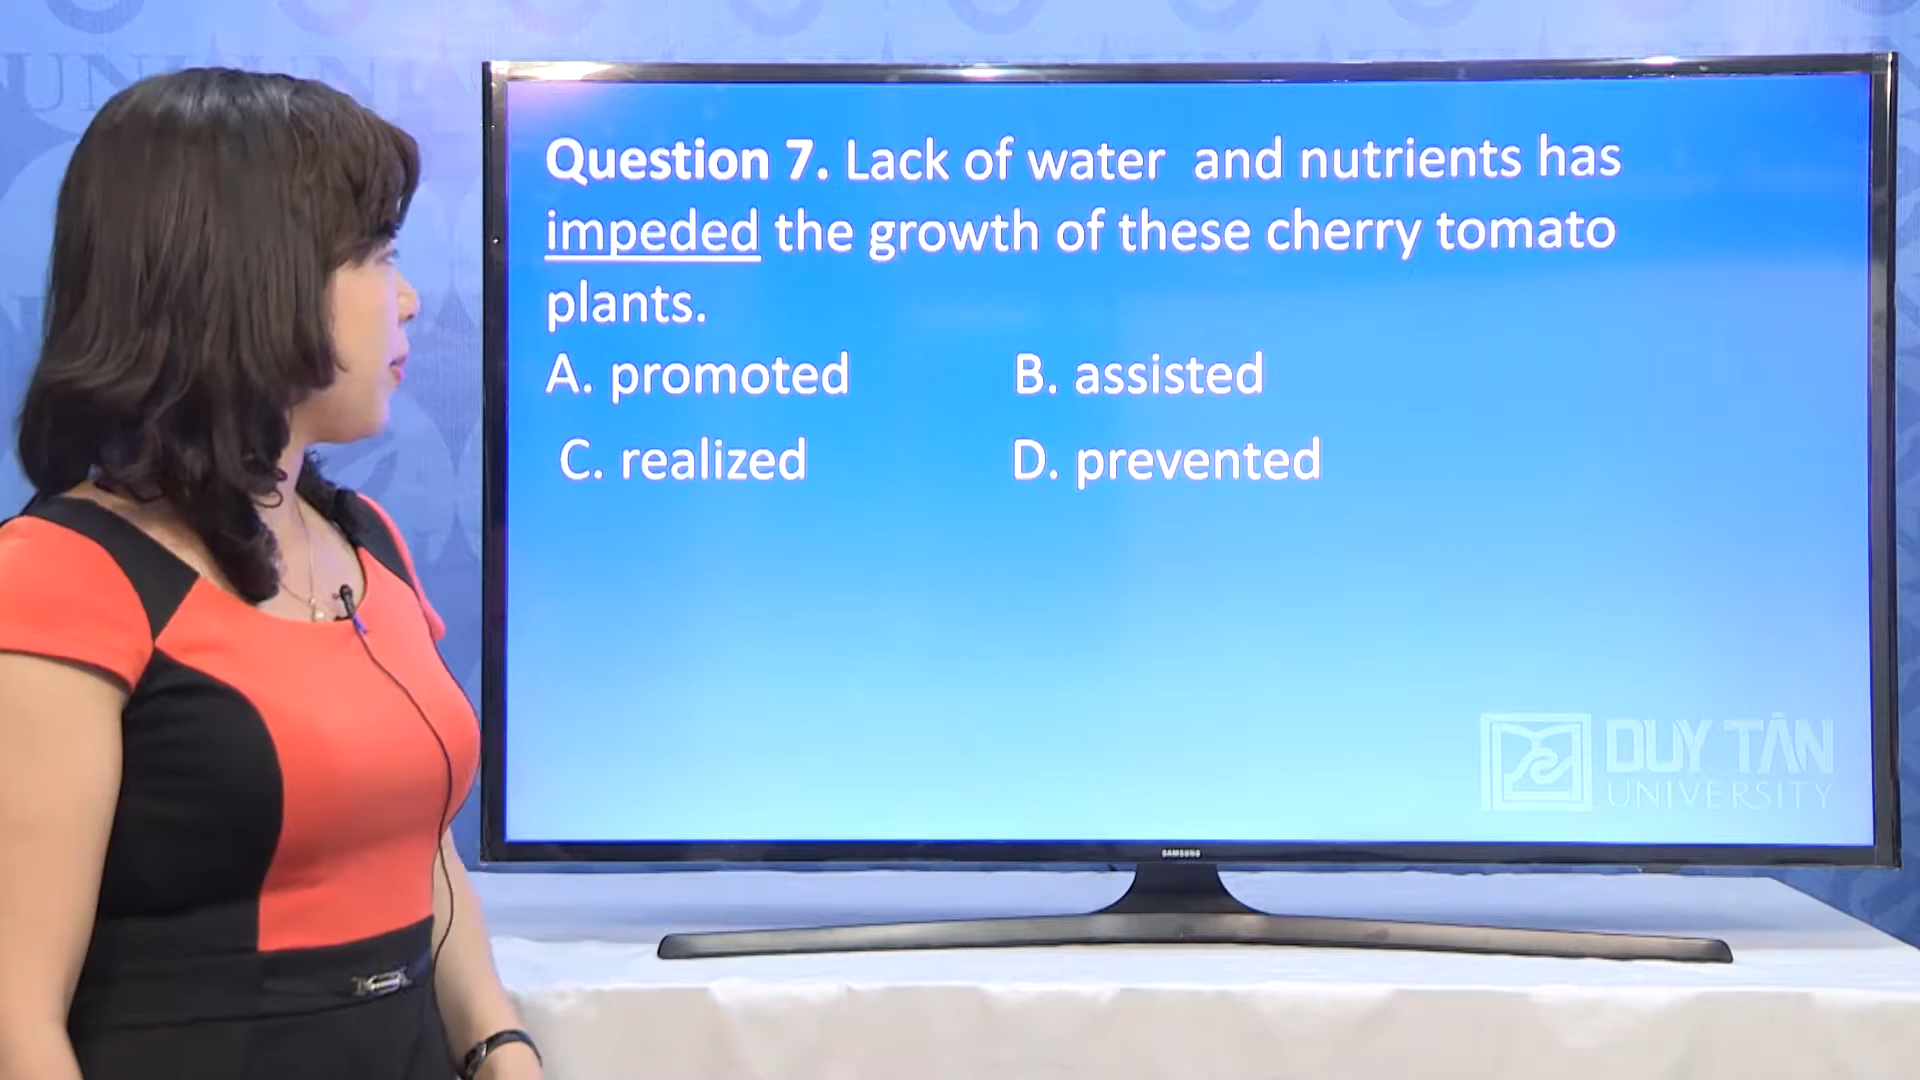 Question 7. Lack of water and nutrients has
impeded the growth of these cherry tomato
plants.
A. promoted B. assisted
C. realized D. prevented
DUY TÂN
UNIVERSITY
SAMSUNG